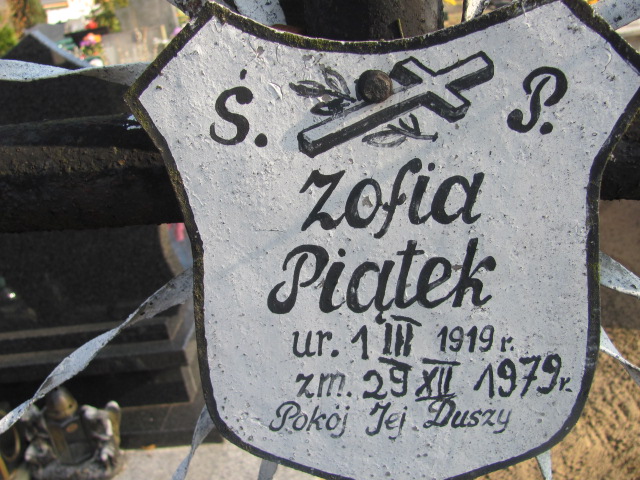 Ś. P.
Zofia
Piątek
ur. 1 III 1919 r.
zm. 29 XII 1979 r.
Pokój Jej Duszy